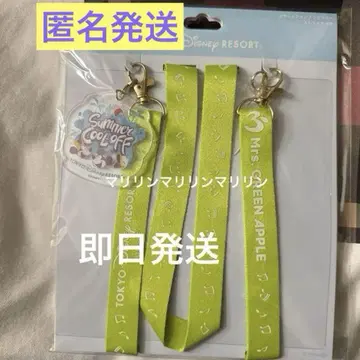 匿名発送
Disney RESORT
Summer
COOL-OFF
マリリンマリリンマリリン
TOKYO
RESORT
Mrs. GREEN APPLE
即日発送